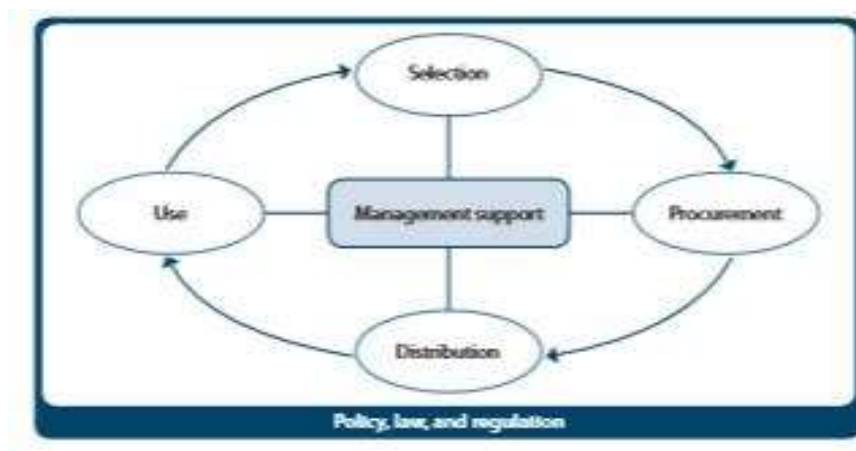 Selection
Use
Management support
Procurement
Distribution
Policy, law, and regulation